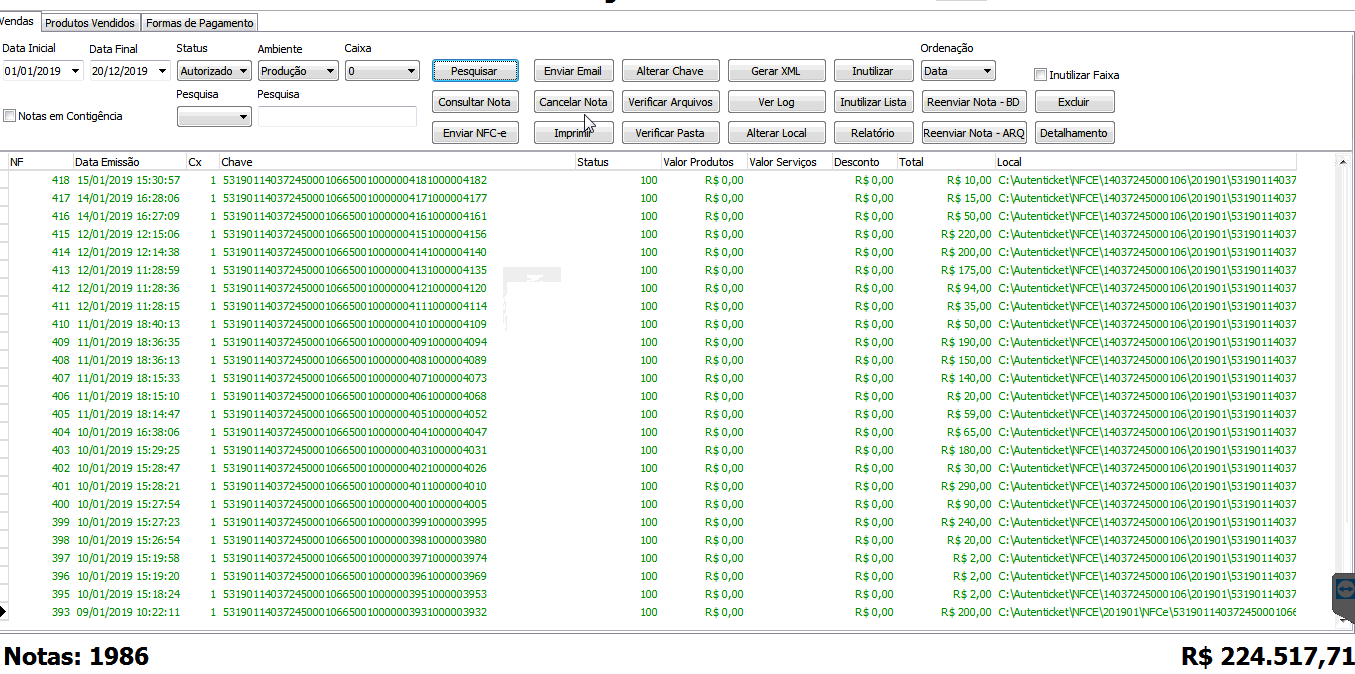 Vendas Produtos Vendidos Formas de Pagamento
Data Inicial Data Final Status Ambiente Caixa Ordenação
01/01/2019 20/12/2019 Autorizado Produção 0 Pesquisar Enviar Email Alterar Chave Gerar XML Inutilizar Data Inutilizar Faixa
Pesquisa Pesquisa
Notas em Contigência Consultar Nota Cancelar Nota Verificar Arquivos Ver Log Inutilizar Lista Reenviar Nota - BD Excluir
Enviar NFC-e Imprimir Verificar Pasta Alterar Local Relatório Reenviar Nota - ARQ Detalhamento
NF Data Emissão Cx Chave Status Valor Produtos Valor Serviços Desconto Total Local
418 15/01/2019 15:30:57 1 53190114037245000106650010000004181000004182 100 R$ 0,00 R$ 0,00 R$ 10,00 C:\Autenticket\NFCE\14037245000106\201901\53190114037
417 14/01/2019 16:28:06 1 53190114037245000106650010000004171000004177 100 R$ 0,00 R$ 0,00 R$ 15,00 C:\Autenticket\NFCE\14037245000106\201901\53190114037
416 14/01/2019 16:27:09 1 53190114037245000106650010000004161000004161 100 R$ 0,00 R$ 0,00 R$ 50,00 C:\Autenticket\NFCE\14037245000106\201901\53190114037
415 12/01/2019 12:15:06 1 53190114037245000106650010000004151000004156 100 R$ 0,00 R$ 0,00 R$ 220,00 C:\Autenticket\NFCE\14037245000106\201901\53190114037
414 12/01/2019 12:14:38 1 53190114037245000106650010000004141000004140 100 R$ 0,00 R$ 0,00 R$ 200,00 C:\Autenticket\NFCE\14037245000106\201901\53190114037
413 12/01/2019 11:28:59 1 53190114037245000106650010000004131000004135 100 R$ 0,00 R$ 0,00 R$ 175,00 C:\Autenticket\NFCE\14037245000106\201901\53190114037
412 12/01/2019 11:28:36 1 53190114037245000106650010000004121000004120 100 R$ 0,00 R$ 0,00 R$ 94,00 C:\Autenticket\NFCE\14037245000106\201901\53190114037
411 12/01/2019 11:28:15 1 53190114037245000106650010000004111000004114 100 R$ 0,00 R$ 0,00 R$ 35,00 C:\Autenticket\NFCE\14037245000106\201901\53190114037
410 11/01/2019 18:40:13 1 53190114037245000106650010000004101000004109 100 R$ 0,00 R$ 0,00 R$ 50,00 C:\Autenticket\NFCE\14037245000106\201901\53190114037
409 11/01/2019 18:36:35 1 53190114037245000106650010000004091000004094 100 R$ 0,00 R$ 0,00 R$ 190,00 C:\Autenticket\NFCE\14037245000106\201901\53190114037
408 11/01/2019 18:36:13 1 53190114037245000106650010000004081000004089 100 R$ 0,00 R$ 0,00 R$ 150,00 C:\Autenticket\NFCE\14037245000106\201901\53190114037
407 11/01/2019 18:15:33 1 53190114037245000106650010000004071000004073 100 R$ 0,00 R$ 0,00 R$ 140,00 C:\Autenticket\NFCE\14037245000106\201901\53190114037
406 11/01/2019 18:15:10 1 53190114037245000106650010000004061000004068 100 R$ 0,00 R$ 0,00 R$ 20,00 C:\Autenticket\NFCE\14037245000106\201901\53190114037
405 11/01/2019 18:14:47 1 53190114037245000106650010000004051000004052 100 R$ 0,00 R$ 0,00 R$ 59,00 C:\Autenticket\NFCE\14037245000106\201901\53190114037
404 10/01/2019 16:38:06 1 53190114037245000106650010000004041000004047 100 R$ 0,00 R$ 0,00 R$ 65,00 C:\Autenticket\NFCE\14037245000106\201901\53190114037
403 10/01/2019 15:29:25 1 53190114037245000106650010000004031000004031 100 R$ 0,00 R$ 0,00 R$ 180,00 C:\Autenticket\NFCE\14037245000106\201901\53190114037
402 10/01/2019 15:28:47 1 53190114037245000106650010000004021000004026 100 R$ 0,00 R$ 0,00 R$ 30,00 C:\Autenticket\NFCE\14037245000106\201901\53190114037
401 10/01/2019 15:28:21 1 53190114037245000106650010000004011000004010 100 R$ 0,00 R$ 0,00 R$ 290,00 C:\Autenticket\NFCE\14037245000106\201901\53190114037
400 10/01/2019 15:27:54 1 53190114037245000106650010000004001000004005 100 R$ 0,00 R$ 0,00 R$ 90,00 C:\Autenticket\NFCE\14037245000106\201901\53190114037
399 10/01/2019 15:27:23 1 53190114037245000106650010000003991000003995 100 R$ 0,00 R$ 0,00 R$ 240,00 C:\Autenticket\NFCE\14037245000106\201901\53190114037
398 10/01/2019 15:26:54 1 53190114037245000106650010000003981000003980 100 R$ 0,00 R$ 0,00 R$ 20,00 C:\Autenticket\NFCE\14037245000106\201901\53190114037
397 10/01/2019 15:19:58 1 53190114037245000106650010000003971000003974 100 R$ 0,00 R$ 0,00 R$ 2,00 C:\Autenticket\NFCE\14037245000106\201901\53190114037
396 10/01/2019 15:19:20 1 53190114037245000106650010000003961000003969 100 R$ 0,00 R$ 0,00 R$ 2,00 C:\Autenticket\NFCE\14037245000106\201901\53190114037
395 10/01/2019 15:18:24 1 53190114037245000106650010000003951000003953 100 R$ 0,00 R$ 0,00 R$ 2,00 C:\Autenticket\NFCE\14037245000106\201901\53190114037
393 09/01/2019 10:22:11 1 53190114037245000106650010000003931000003932 100 R$ 0,00 R$ 0,00 R$ 200,00 C:\Autenticket\NFCE\201901\NFCe\531901140372450001066
Notas: 1986 R$ 224.517,71